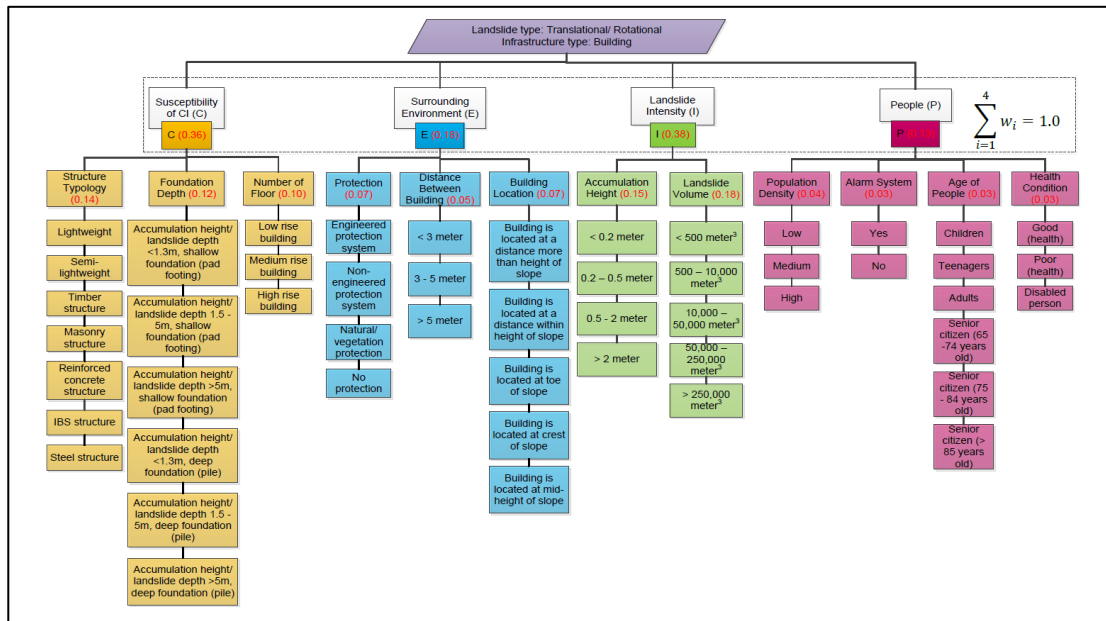 Landslide type: Translational/ Rotational
Infrastructure type: Building
Susceptibility
of CI (C)
C (0.36)
Surrounding
Environment (E)
E (0.18)
Landslide
Intensity (I)
I (0.38)
People (P)
P
4
∑ wᵢ = 1.0
i=1
Structure
Typology
(0.14)
Lightweight
Semi-
lightweight
Timber
structure
Masonry
structure
Reinforced
concrete
structure
IBS structure
Steel structure
Foundation
Depth (0.12)
Accumulation height/
landslide depth
<1.3m, shallow
foundation (pad
footing)
Accumulation height/
landslide depth 1.5 -
5m, shallow
foundation (pad
footing)
Accumulation height/
landslide depth >5m,
shallow foundation
(pad footing)
Accumulation height/
landslide depth
<1.3m, deep
foundation (pile)
Accumulation height/
landslide depth 1.5 -
5m, deep foundation
(pile)
Accumulation height/
landslide depth >5m,
deep foundation (pile)
Number of
Floor (0.10)
Low rise
building
Medium rise
building
High rise
building
Protection
(0.07)
Engineered
protection
system
Non-
engineered
protection
system
Natural/
vegetation
protection
No
protection
Distance
Between
Building (0.05)
< 3 meter
3 - 5 meter
> 5 meter
Building
Location (0.07)
Building is
located at a
distance more
than height of
slope
Building is
located at a
distance within
height of slope
Building is
located at toe
of slope
Building is
located at crest
of slope
Building is
located at mid-
height of slope
Accumulation
Height (0.15)
< 0.2 meter
0.2 – 0.5 meter
0.5 - 2 meter
> 2 meter
Landslide
Volume (0.18)
< 500 meter³
500 – 10,000
meter³
10,000 –
50,000 meter³
50,000 –
250,000
meter³
> 250,000
meter³
Population
Density (0.04)
Low
Medium
High
Alarm System
(0.03)
Yes
No
Age of
People (0.03)
Children
Teenagers
Adults
Senior
citizen (65
-74 years old)
Senior
citizen (75
- 84 years
old)
Senior
citizen (>
85 years old)
Health
Condition
(0.03)
Good
(health)
Poor
(health)
Disabled
person